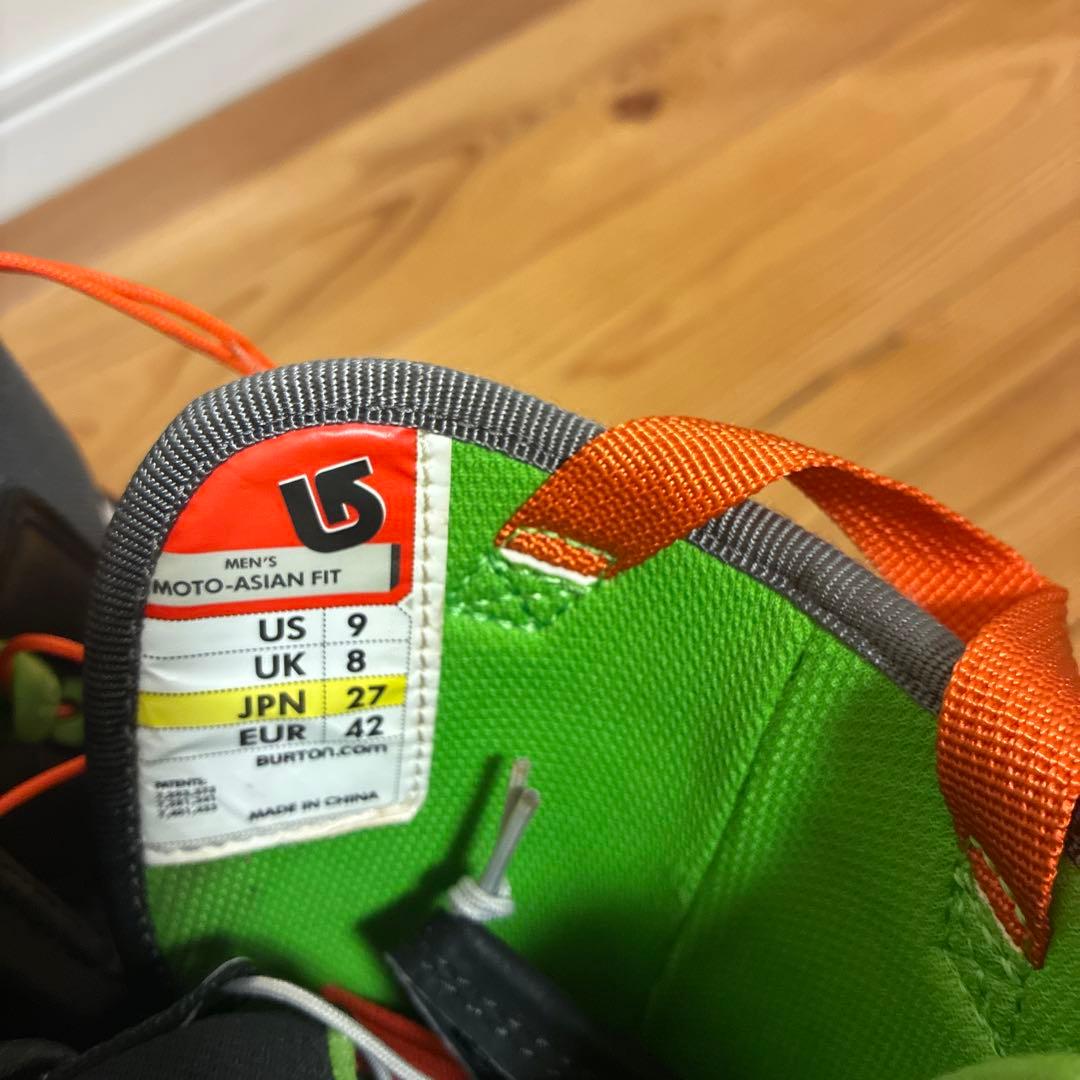 MEN'S
MOTO-ASIAN FIT
US 9
UK 8
JPN 27
EUR 42
BURTON.COM
PATENTS:
MADE IN CHINA